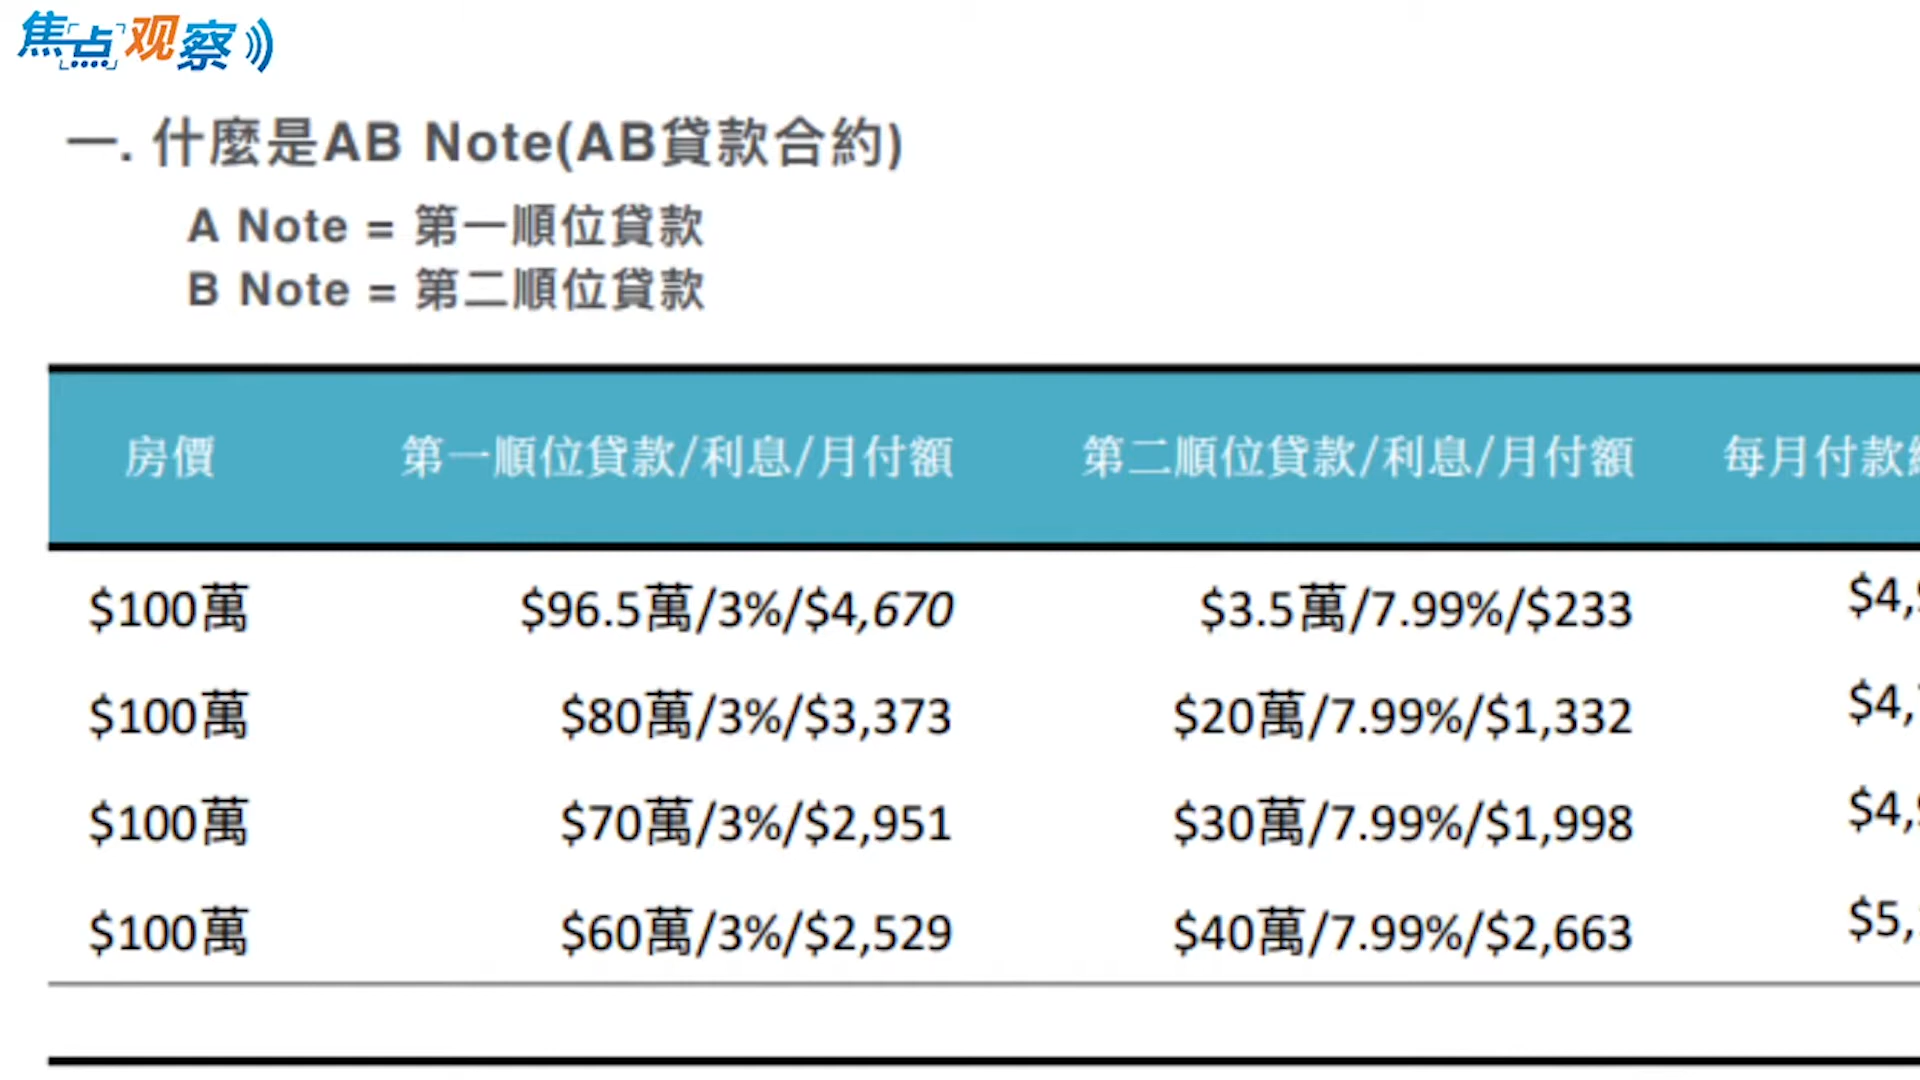 焦点观察
一. 什麼是AB Note(AB貸款合約)
A Note = 第一順位貸款
B Note = 第二順位貸款
房價 第一順位貸款/利息/月付額 第二順位貸款/利息/月付額 每月付款
$100萬 $96.5萬/3%/$4,670 $3.5萬/7.99%/$233 $4,
$100萬 $80萬/3%/$3,373 $20萬/7.99%/$1,332 $4,
$100萬 $70萬/3%/$2,951 $30萬/7.99%/$1,998 $4,
$100萬 $60萬/3%/$2,529 $40萬/7.99%/$2,663 $5,